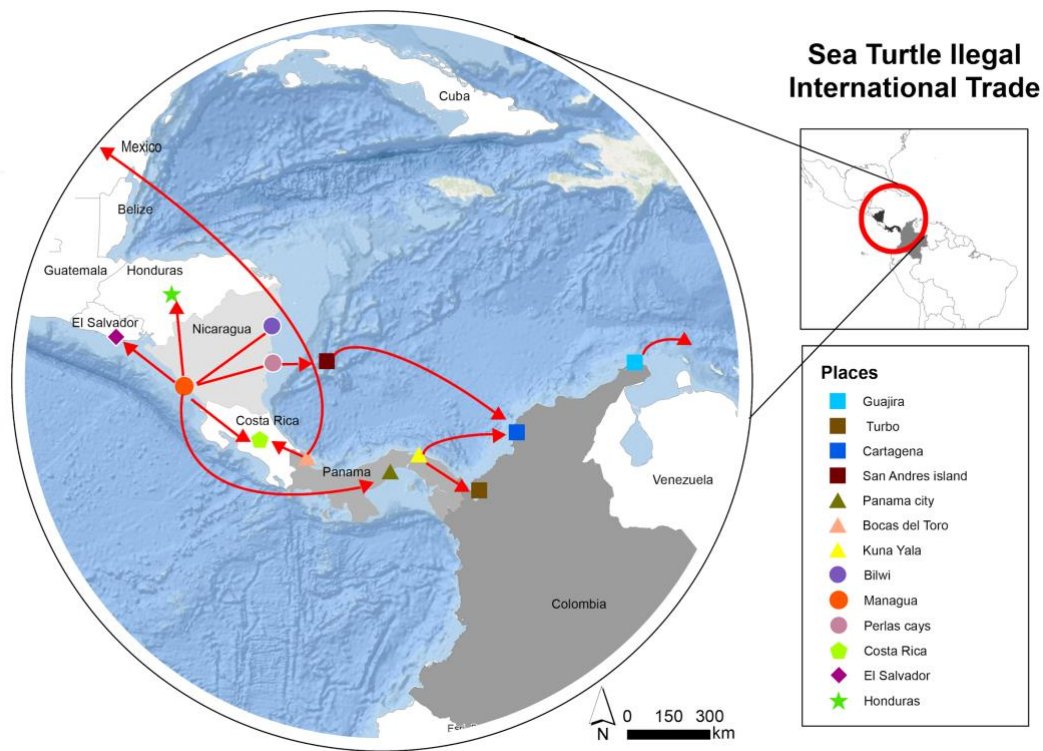 Sea Turtle Ilegal
International Trade
Cuba
Mexico
Belize
Guatemala
Honduras
El Salvador
Nicaragua
Costa Rica
Panama
Venezuela
Colombia
N
0 150 300
km
Places
Guajira
Turbo
Cartagena
San Andres island
Panama city
Bocas del Toro
Kuna Yala
Bilwi
Managua
Perlas cays
Costa Rica
El Salvador
Honduras